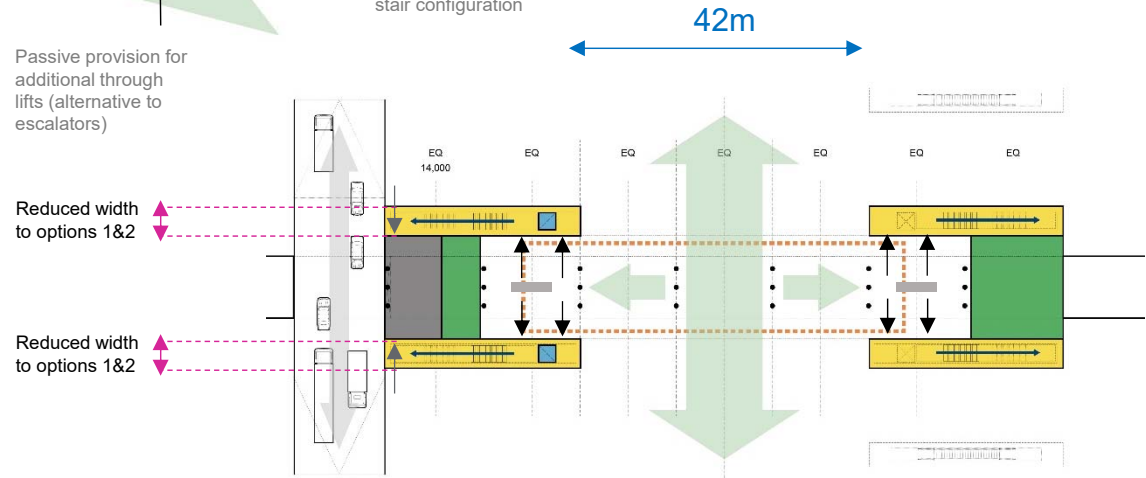 stair configuration
42m
Passive provision for
additional through
lifts (alternative to
escalators)
EQ
14,000
EQ
EQ
EQ
EQ
EQ
EQ
Reduced width
to options 1&2
Reduced width
to options 1&2